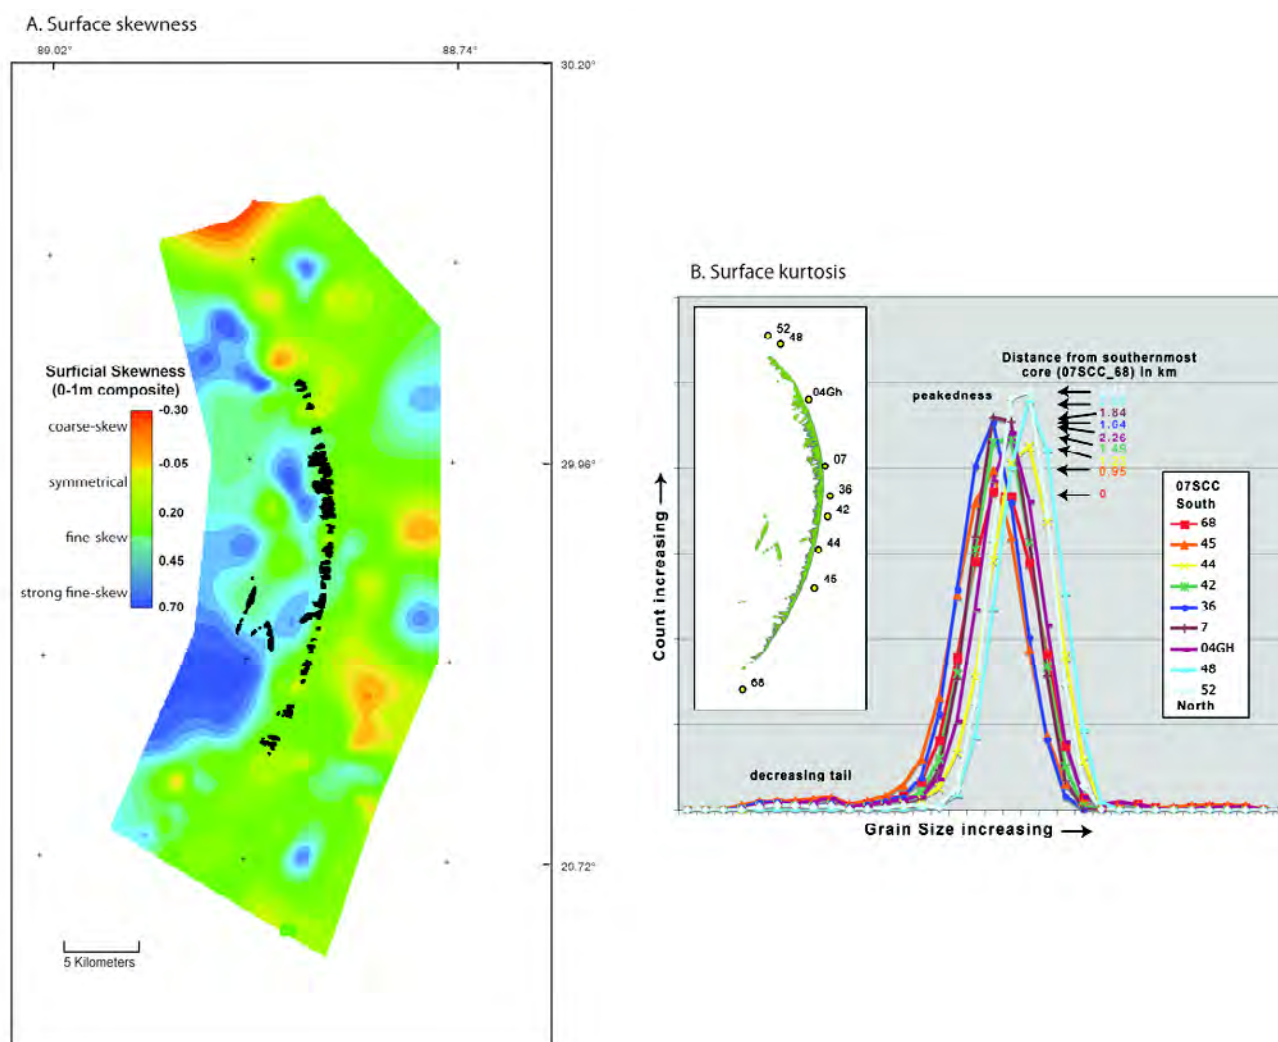 A. Surface skewness
89.02°
88.74°
30.20°
Surficial Skewness
(0-1m composite)
-0.30
coarse-skew
-0.05
symmetrical
0.20
fine-skew
0.45
strong fine-skew
0.70
29.96°
20.72°
5 Kilometers
B. Surface kurtosis
52
48
04Gh
07
36
42
44
45
68
Distance from southernmost
core (07SCC_68) in km
peakedness
1.84
1.64
2.26
1.49
0.95
0
07SCC
South
68
45
44
42
36
7
04GH
48
52
North
Count increasing
decreasing tail
Grain Size increasing